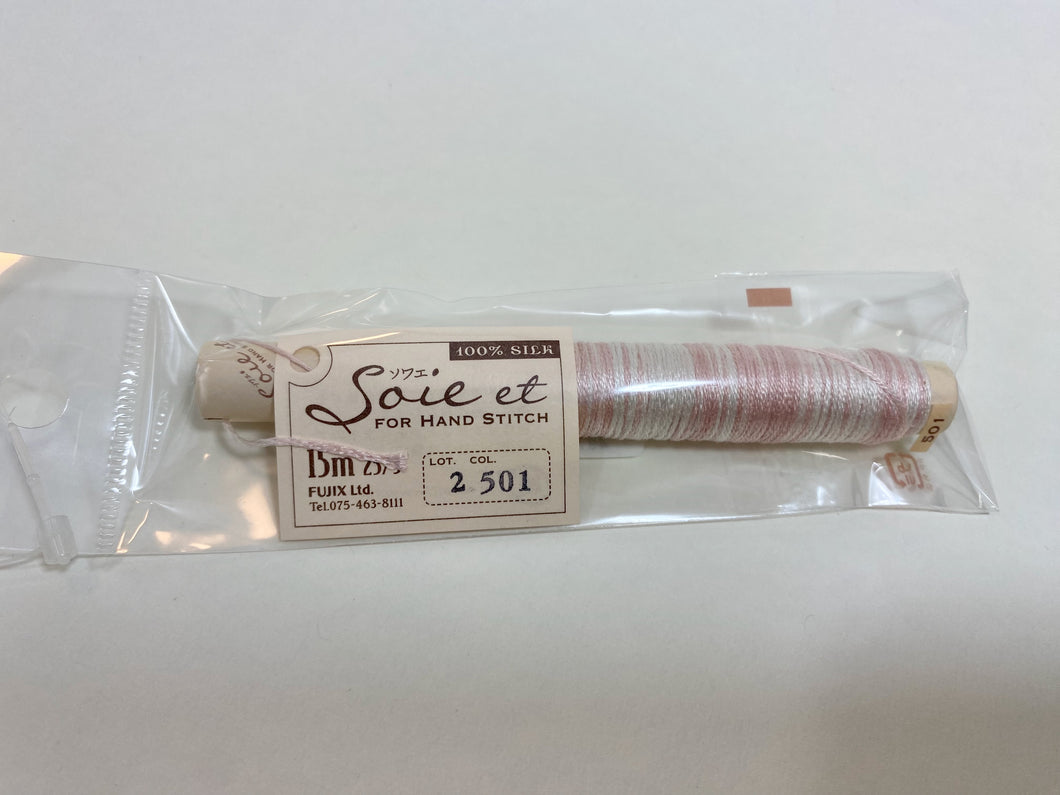 100% SILK
ソワエ
Soie et
FOR HAND STITCH
15m
LOT. COL.
2 501
FUJIX Ltd.
Tel.075-463-8111
501